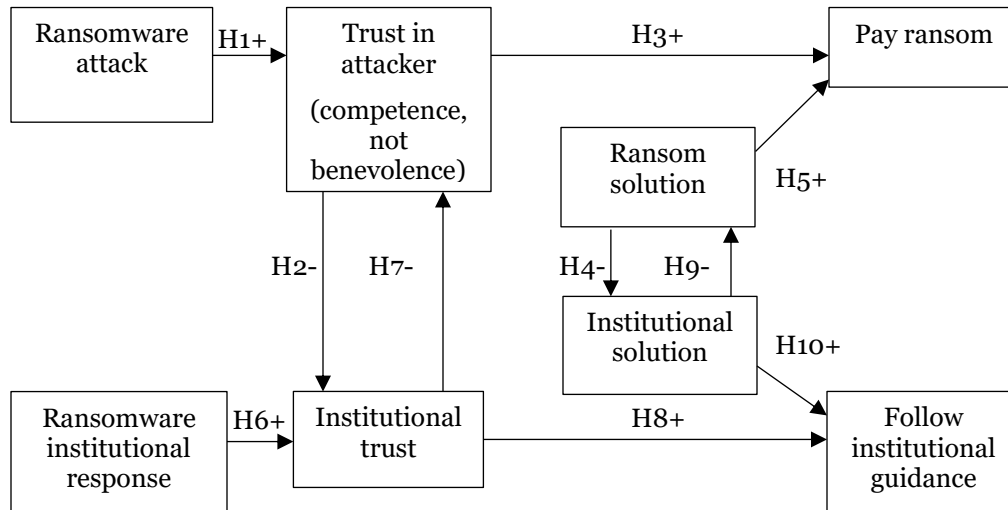 Ransomware
attack
H1+
Trust in
attacker
(competence,
not
benevolence)
H3+
Pay ransom
Ransom
solution
H5+
H2-
H7-
H4-
H9-
Institutional
solution
H10+
Ransomware
institutional
response
H6+
Institutional
trust
H8+
Follow
institutional
guidance